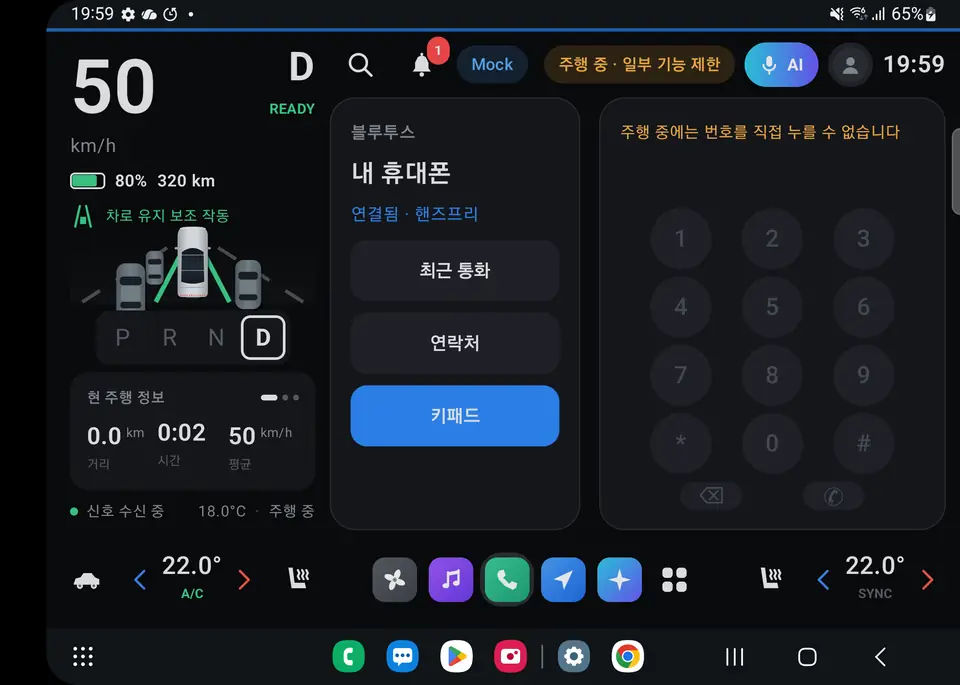 19:59
65%
50
D
READY
km/h
80% 320 km
차로 유지 보조 작동
P R N D
현 주행 정보
0.0 km 0:02 50 km/h
거리 시간 평균
신호 수신 중 18.0°C · 주행 중
1
Mock
주행 중 · 일부 기능 제한
AI
19:59
블루투스
내 휴대폰
연결됨 · 핸즈프리
최근 통화
연락처
키패드
주행 중에는 번호를 직접 누를 수 없습니다
1 2 3
4 5 6
7 8 9
* 0 #
22.0°
A/C
22.0°
SYNC